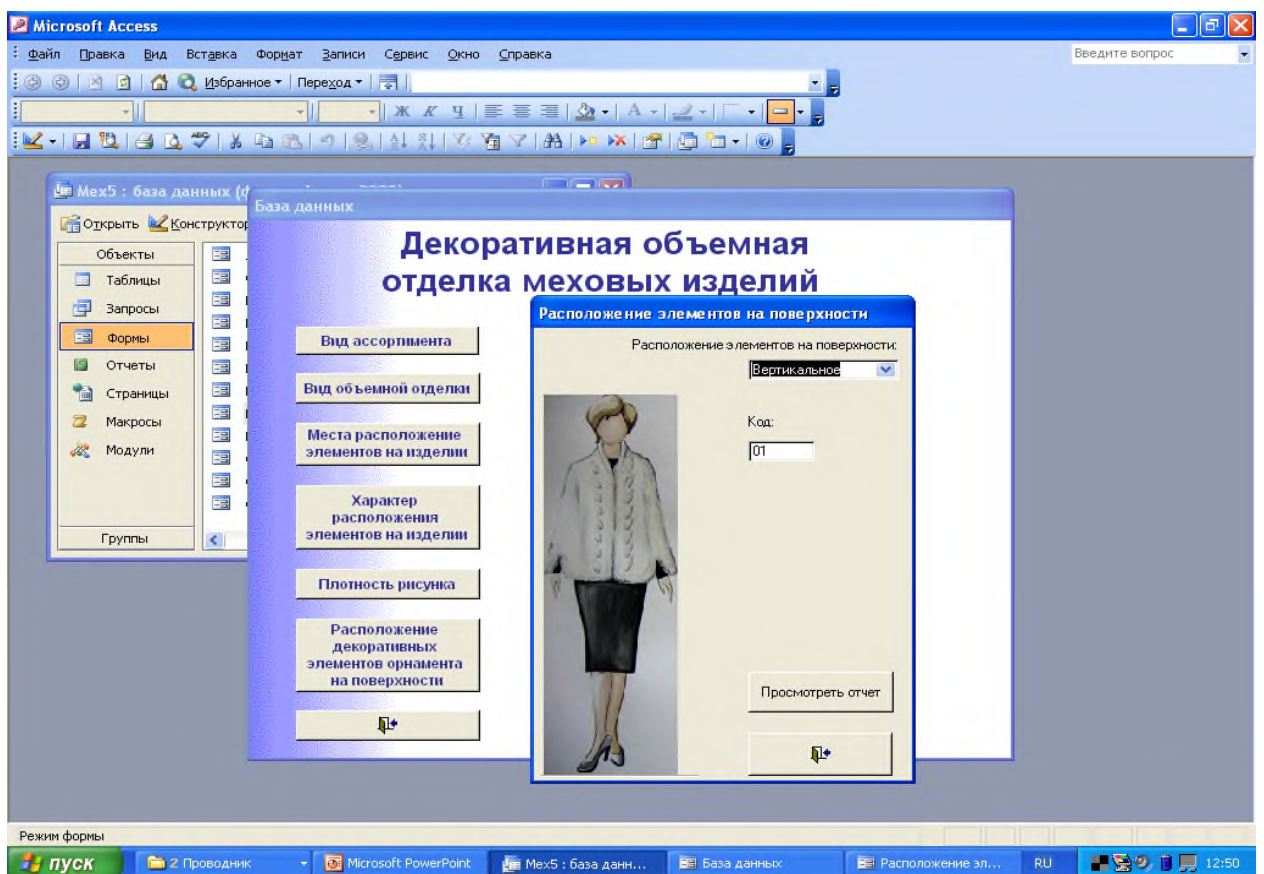 Microsoft Access
Файл Правка Вид Вставка Формат Записи Сервис Окно Справка
Введите вопрос
Избранное Переход
Ж К Ч
Mex5 : база данных
Открыть Конструктор
Объекты
Таблицы
Запросы
Формы
Отчеты
Страницы
Макросы
Модули
Группы
База данных
Декоративная объемная
отделка меховых изделий
Вид ассортимента
Вид объемной отделки
Места расположение
элементов на изделии
Характер
расположения
элементов на изделии
Плотность рисунка
Расположение
декоративных
элементов орнамента
на поверхности
Расположение элементов на поверхности
Расположение элементов на поверхности:
Вертикальное
Код:
01
Просмотреть отчет
Режим формы
пуск
2 Проводник
Microsoft PowerPoint
Mex5 : база данн...
База данных
Расположение эл...
RU
12:50